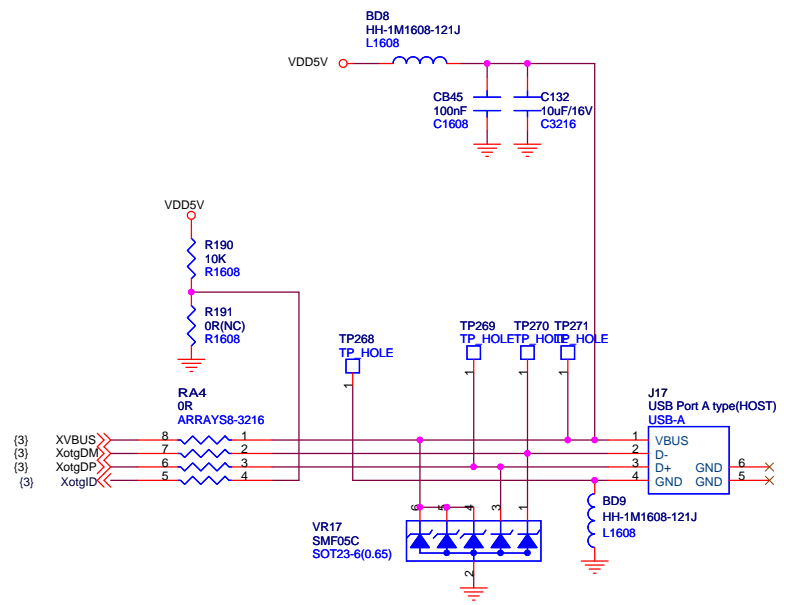 BD8
HH-1M1608-121J
L1608
VDD5V
CB45
100nF
C1608
C132
10uF/16V
C3216
VDD5V
R190
10K
R1608
R191
0R(NC)
R1608
TP268
TP_HOLE
1
TP269
TP_HOLE
1
TP270
TP_HOLE
TP271
TP_HOLE
1
RA4
0R
ARRAYS8-3216
{3} XVBUS 8 1
{3} XotgDM 7 2
{3} XotgDP 6 3
{3} XotgID 5 4
J17
USB Port A type(HOST)
USB-A
1 VBUS
2 D-
3 D+ GND 6
4 GND GND 5
BD9
HH-1M1608-121J
L1608
VR17
SMF05C
SOT23-6(0.65)
6 5 4 3 1
2